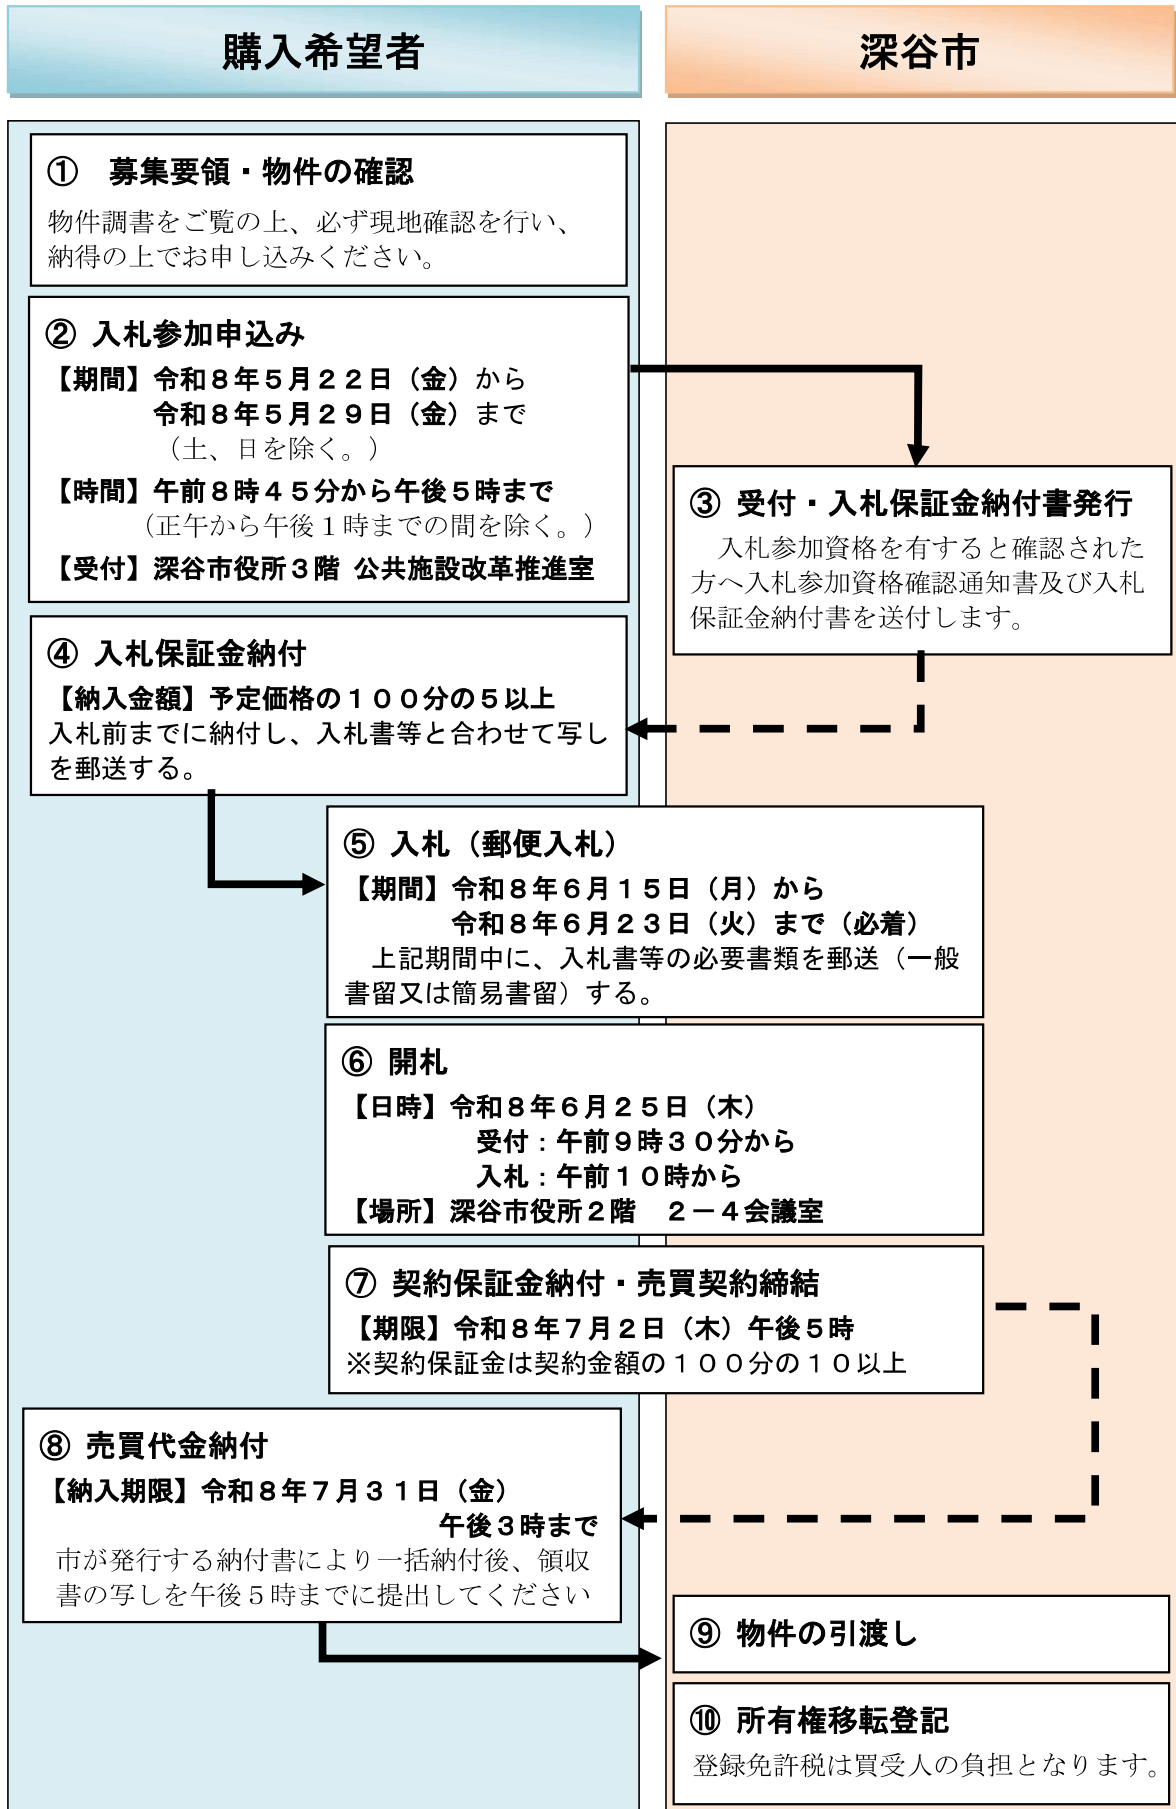 購入希望者
深谷市
① 募集要領・物件の確認
物件調書をご覧の上、必ず現地確認を行い、
納得の上でお申し込みください。
② 入札参加申込み
【期間】令和８年５月２２日（金）から
令和８年５月２９日（金）まで
（土、日を除く。）
【時間】午前８時４５分から午後５時まで
（正午から午後１時までの間を除く。）
【受付】深谷市役所３階 公共施設改革推進室
③ 受付・入札保証金納付書発行
入札参加資格を有すると確認された
方へ入札参加資格確認通知書及び入札
保証金納付書を送付します。
④ 入札保証金納付
【納入金額】予定価格の１００分の５以上
入札前までに納付し、入札書等と合わせて写し
を郵送する。
⑤ 入札（郵便入札）
【期間】令和８年６月１５日（月）から
令和８年６月２３日（火）まで（必着）
上記期間中に、入札書等の必要書類を郵送（一般
書留又は簡易書留）する。
⑥ 開札
【日時】令和８年６月２５日（木）
受付：午前９時３０分から
入札：午前１０時から
【場所】深谷市役所２階　２－４会議室
⑦ 契約保証金納付・売買契約締結
【期限】令和８年７月２日（木）午後５時
※契約保証金は契約金額の１００分の１０以上
⑧ 売買代金納付
【納入期限】令和８年７月３１日（金）
午後３時まで
市が発行する納付書により一括納付後、領収
書の写しを午後５時までに提出してください
⑨ 物件の引渡し
⑩ 所有権移転登記
登録免許税は買受人の負担となります。